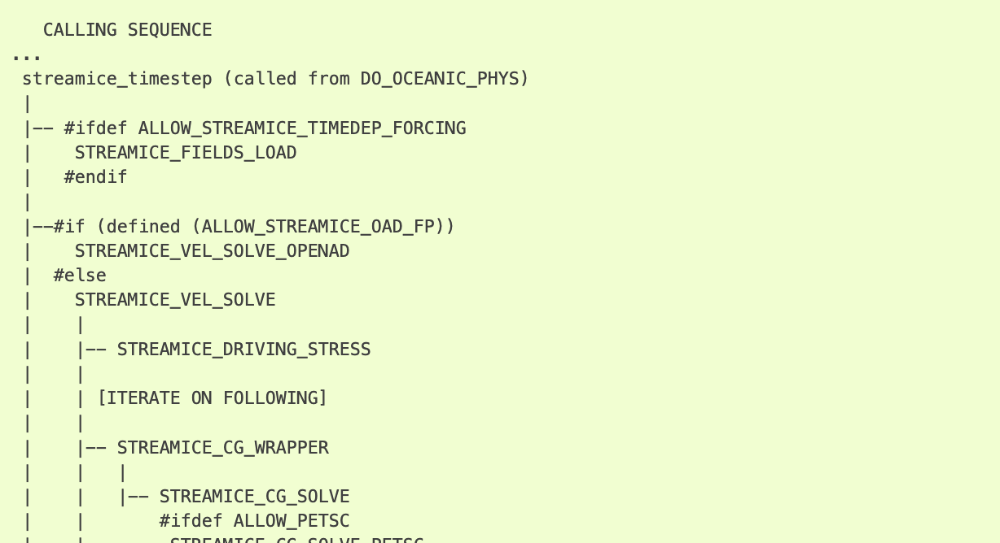 CALLING SEQUENCE
...
 streamice_timestep (called from DO_OCEANIC_PHYS)
 |
 |-- #ifdef ALLOW_STREAMICE_TIMEDEP_FORCING
 |    STREAMICE_FIELDS_LOAD
 |   #endif
 |
 |--#if (defined (ALLOW_STREAMICE_OAD_FP))
 |    STREAMICE_VEL_SOLVE_OPENAD
 |  #else
 |    STREAMICE_VEL_SOLVE
 |    |
 |    |-- STREAMICE_DRIVING_STRESS
 |    |
 |    | [ITERATE ON FOLLOWING]
 |    |
 |    |-- STREAMICE_CG_WRAPPER
 |    |   |
 |    |   |-- STREAMICE_CG_SOLVE
 |    |       #ifdef ALLOW_PETSC
 |    |        STREAMICE_CG_SOLVE_PETSC